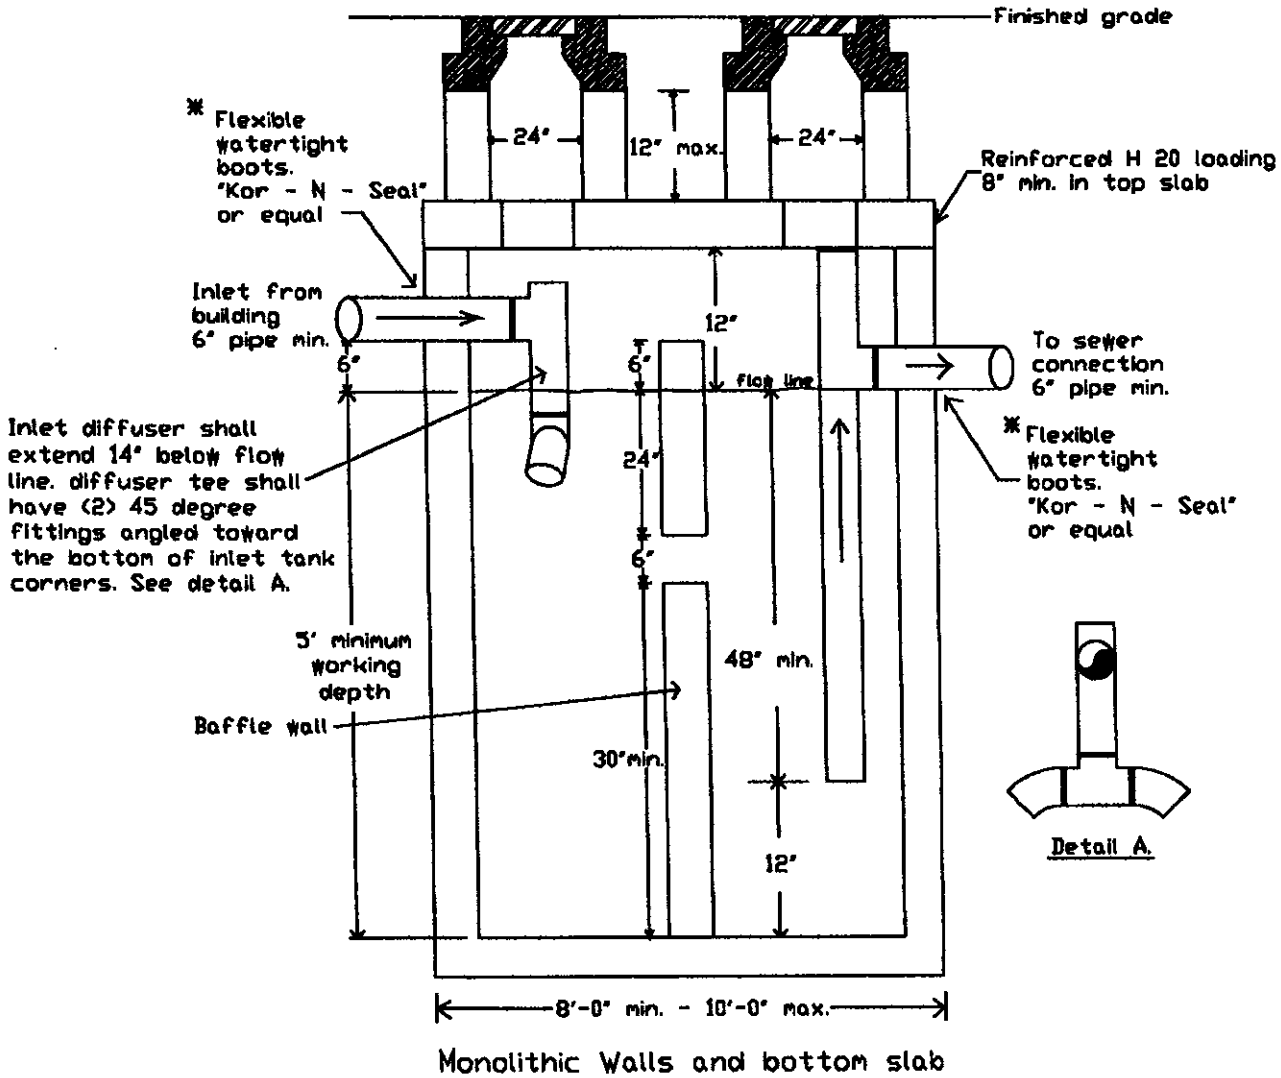 Finished grade
*
Flexible
watertight
boots.
"Kor - N - Seal"
or equal
24"
12" max.
24"
Reinforced H 20 loading
8" min. in top slab
Inlet from
building
6" pipe min.
6"
12"
6"
flow line
To sewer
connection
6" pipe min.
Inlet diffuser shall
extend 14" below flow
line. diffuser tee shall
have (2) 45 degree
fittings angled toward
the bottom of inlet tank
corners. See detail A.
24"
6"
*
Flexible
watertight
boots.
"Kor - N - Seal"
or equal
5' minimum
working
depth
48" min.
Baffle wall
30"min.
12"
Detail A.
8'-0" min. - 10'-0" max.
Monolithic Walls and bottom slab